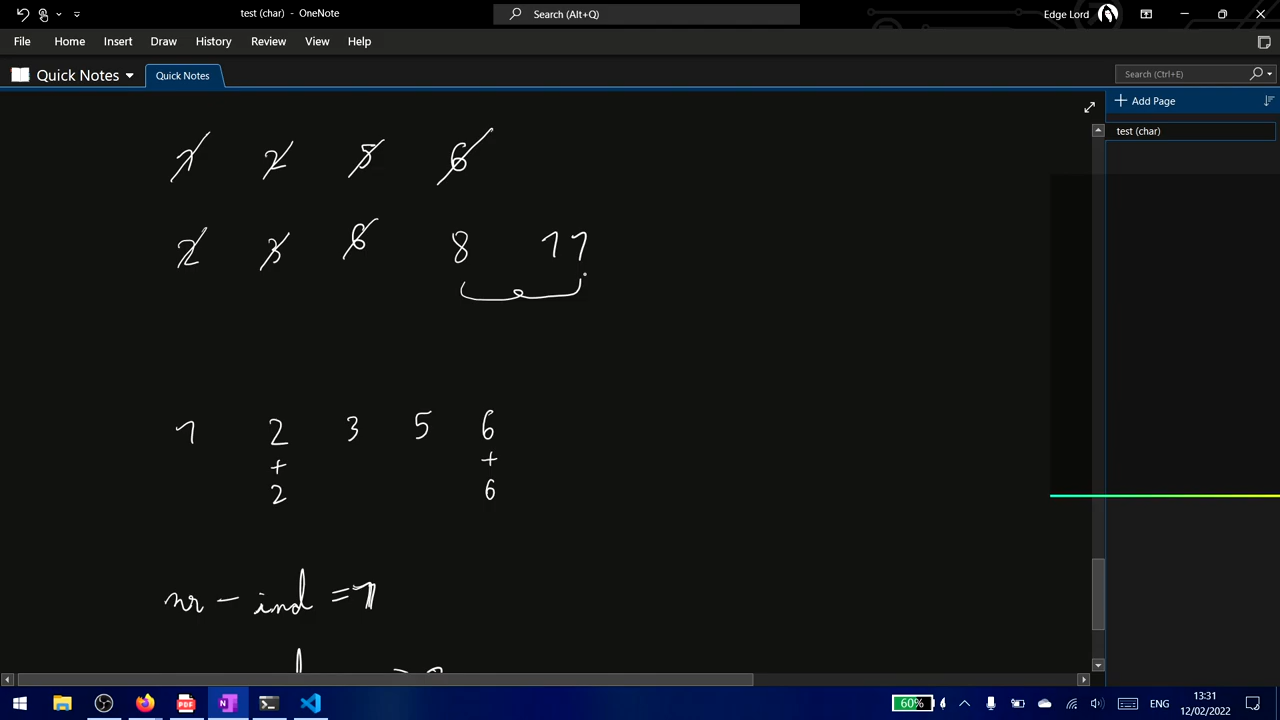 test (char) - OneNote
Search (Alt+Q)
Edge Lord
File Home Insert Draw History Review View Help
Quick Notes
Quick Notes
Search (Ctrl+E)
Add Page
test (char)
1 2 5 6
2 3 6 8 11
1 2 3 5 6
+ +
2 6
nr - ind = 1
60%
ENG
13:31
12/02/2022